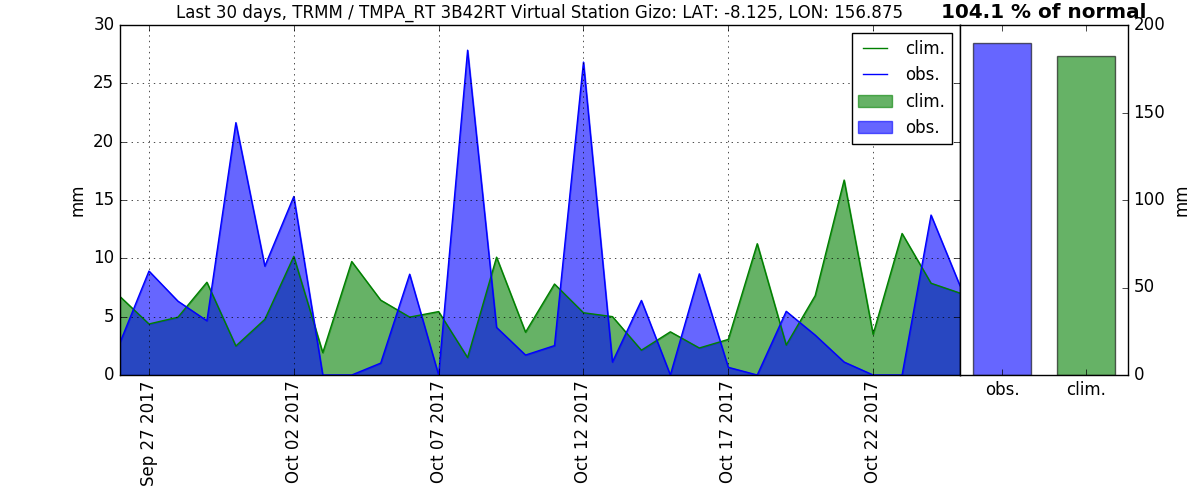 Last 30 days, TRMM / TMPA_RT 3B42RT Virtual Station Gizo: LAT: -8.125, LON: 156.875
104.1 % of normal
30
25
20
15
10
5
0
mm
clim.
obs.
clim.
obs.
Sep 27 2017
Oct 02 2017
Oct 07 2017
Oct 12 2017
Oct 17 2017
Oct 22 2017
200
150
100
50
0
mm
obs.
clim.